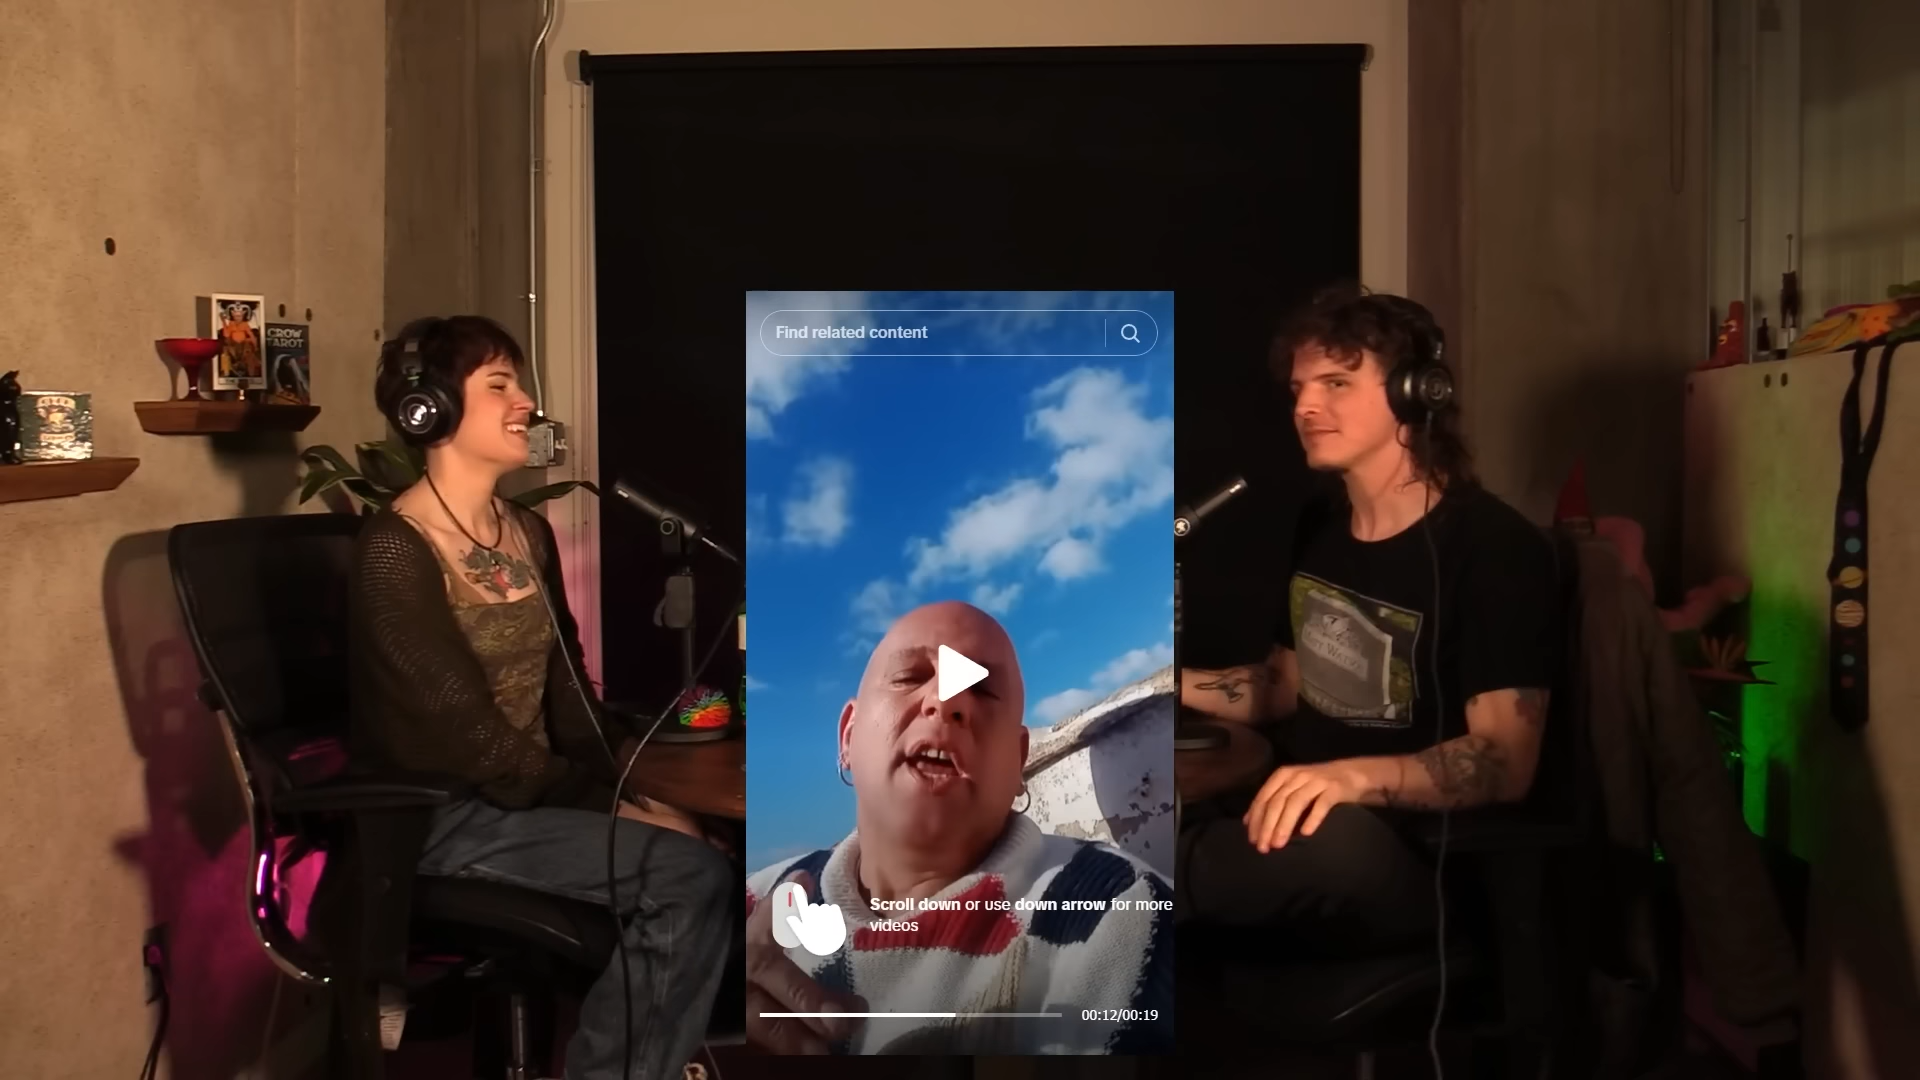 Find related content
CROW
TAROT
Scroll down or use down arrow for more
videos
00:12/00:19